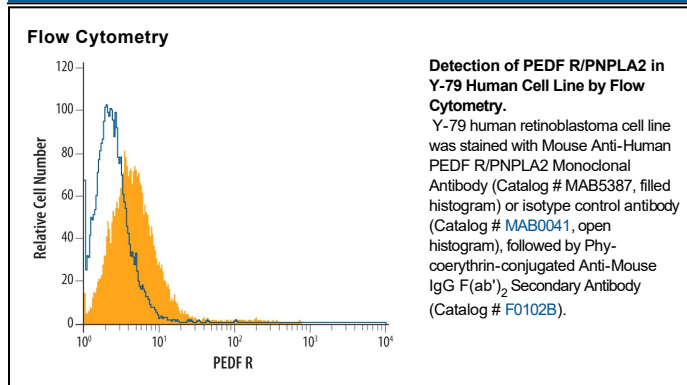 Flow Cytometry
120
100
80
60
40
20
0
Relative Cell Number
10⁰
10¹
10²
10³
10⁴
PEDF R
Detection of PEDF R/PNPLA2 in
Y-79 Human Cell Line by Flow
Cytometry.
Y-79 human retinoblastoma cell line
was stained with Mouse Anti-Human
PEDF R/PNPLA2 Monoclonal
Antibody (Catalog # MAB5387, filled
histogram) or isotype control antibody
(Catalog # MAB0041, open
histogram), followed by Phy-
coerythrin-conjugated Anti-Mouse
IgG F(ab')₂ Secondary Antibody
(Catalog # F0102B).